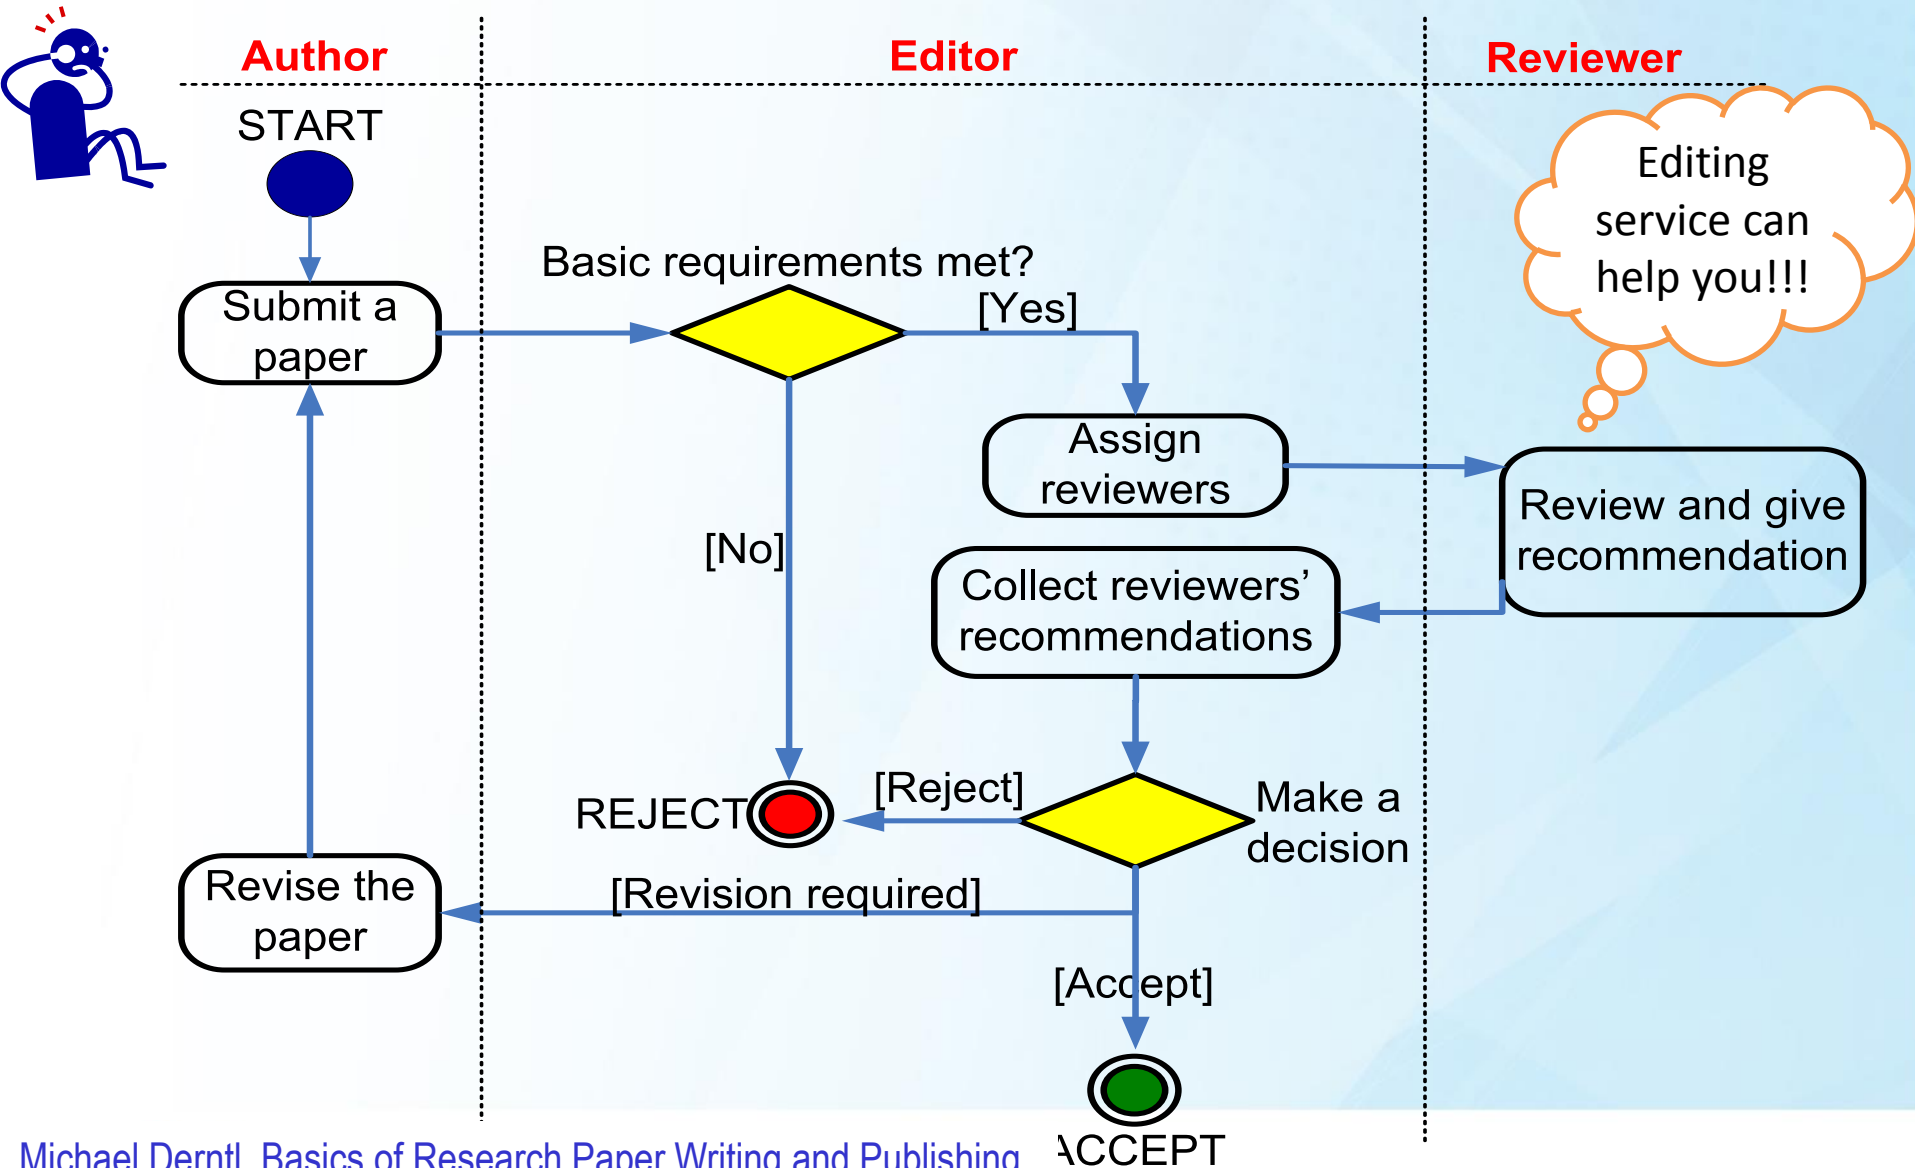 Author
Editor
Reviewer
START
Editing
service can
help you!!!
Basic requirements met?
[Yes]
Submit a
paper
Assign
reviewers
Review and give
recommendation
[No]
Collect reviewers’
recommendations
[Reject]
Make a
decision
REJECT
Revise the
paper
[Revision required]
[Accept]
ACCEPT
Michael Derntl. Basics of Research Paper Writing and Publishing.